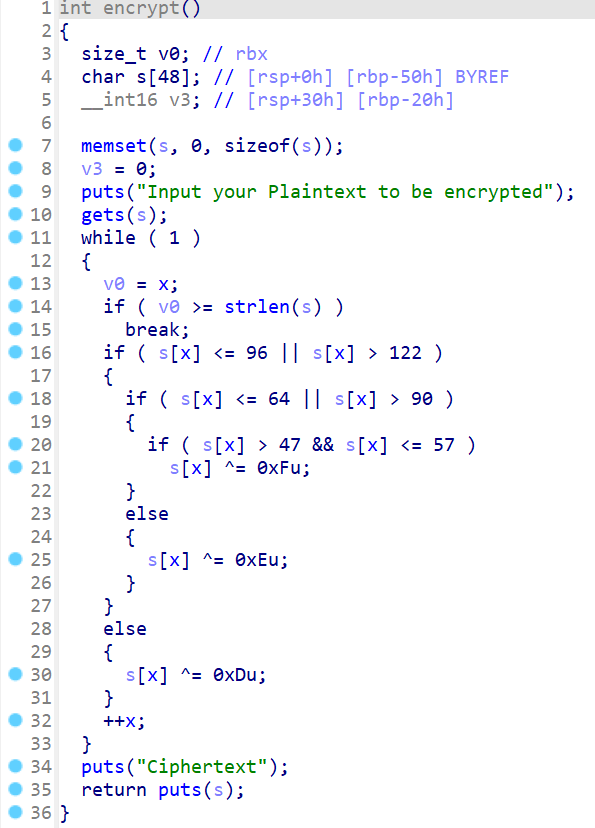 1 int encrypt()
2 {
3   size_t v0; // rbx
4   char s[48]; // [rsp+0h] [rbp-50h] BYREF
5   __int16 v3; // [rsp+30h] [rbp-20h]
6
7   memset(s, 0, sizeof(s));
8   v3 = 0;
9   puts("Input your Plaintext to be encrypted");
10   gets(s);
11   while ( 1 )
12   {
13     v0 = x;
14     if ( v0 >= strlen(s) )
15       break;
16     if ( s[x] <= 96 || s[x] > 122 )
17     {
18       if ( s[x] <= 64 || s[x] > 90 )
19       {
20         if ( s[x] > 47 && s[x] <= 57 )
21           s[x] ^= 0xFu;
22       }
23       else
24       {
25         s[x] ^= 0xEu;
26       }
27     }
28     else
29     {
30       s[x] ^= 0xDu;
31     }
32     ++x;
33   }
34   puts("Ciphertext");
35   return puts(s);
36 }